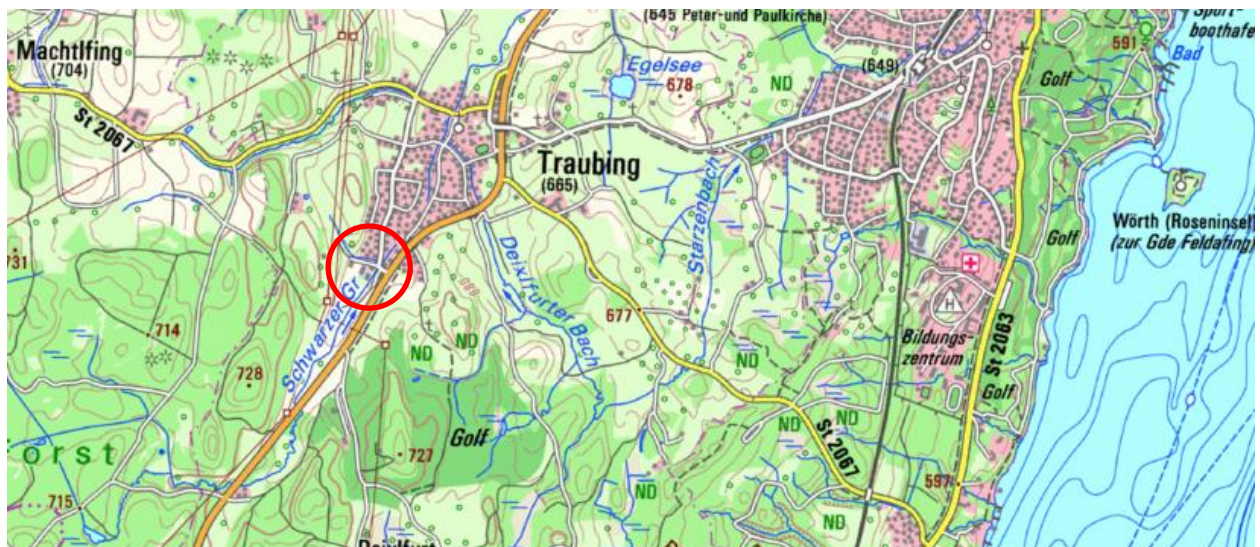 (645 Peter-und Paulkirche)
Sport-
boothafe
591
Bad
Machtlfing
(704)
Egelsee
678
ND
(649)
Golf
St 2067
Traubing
(665)
Starzenbach
Wörth (Roseninsel)
(zur Gde Feldafing)
Golf
731
Deixlfurter Bach
H
714
Schwarzer Gr
677
Bildungs-
zentrum
St 2063
ND
ND
ND
728
Golf
Golf
727
ND
ND
St 2067
orst
597
715
ND
ND